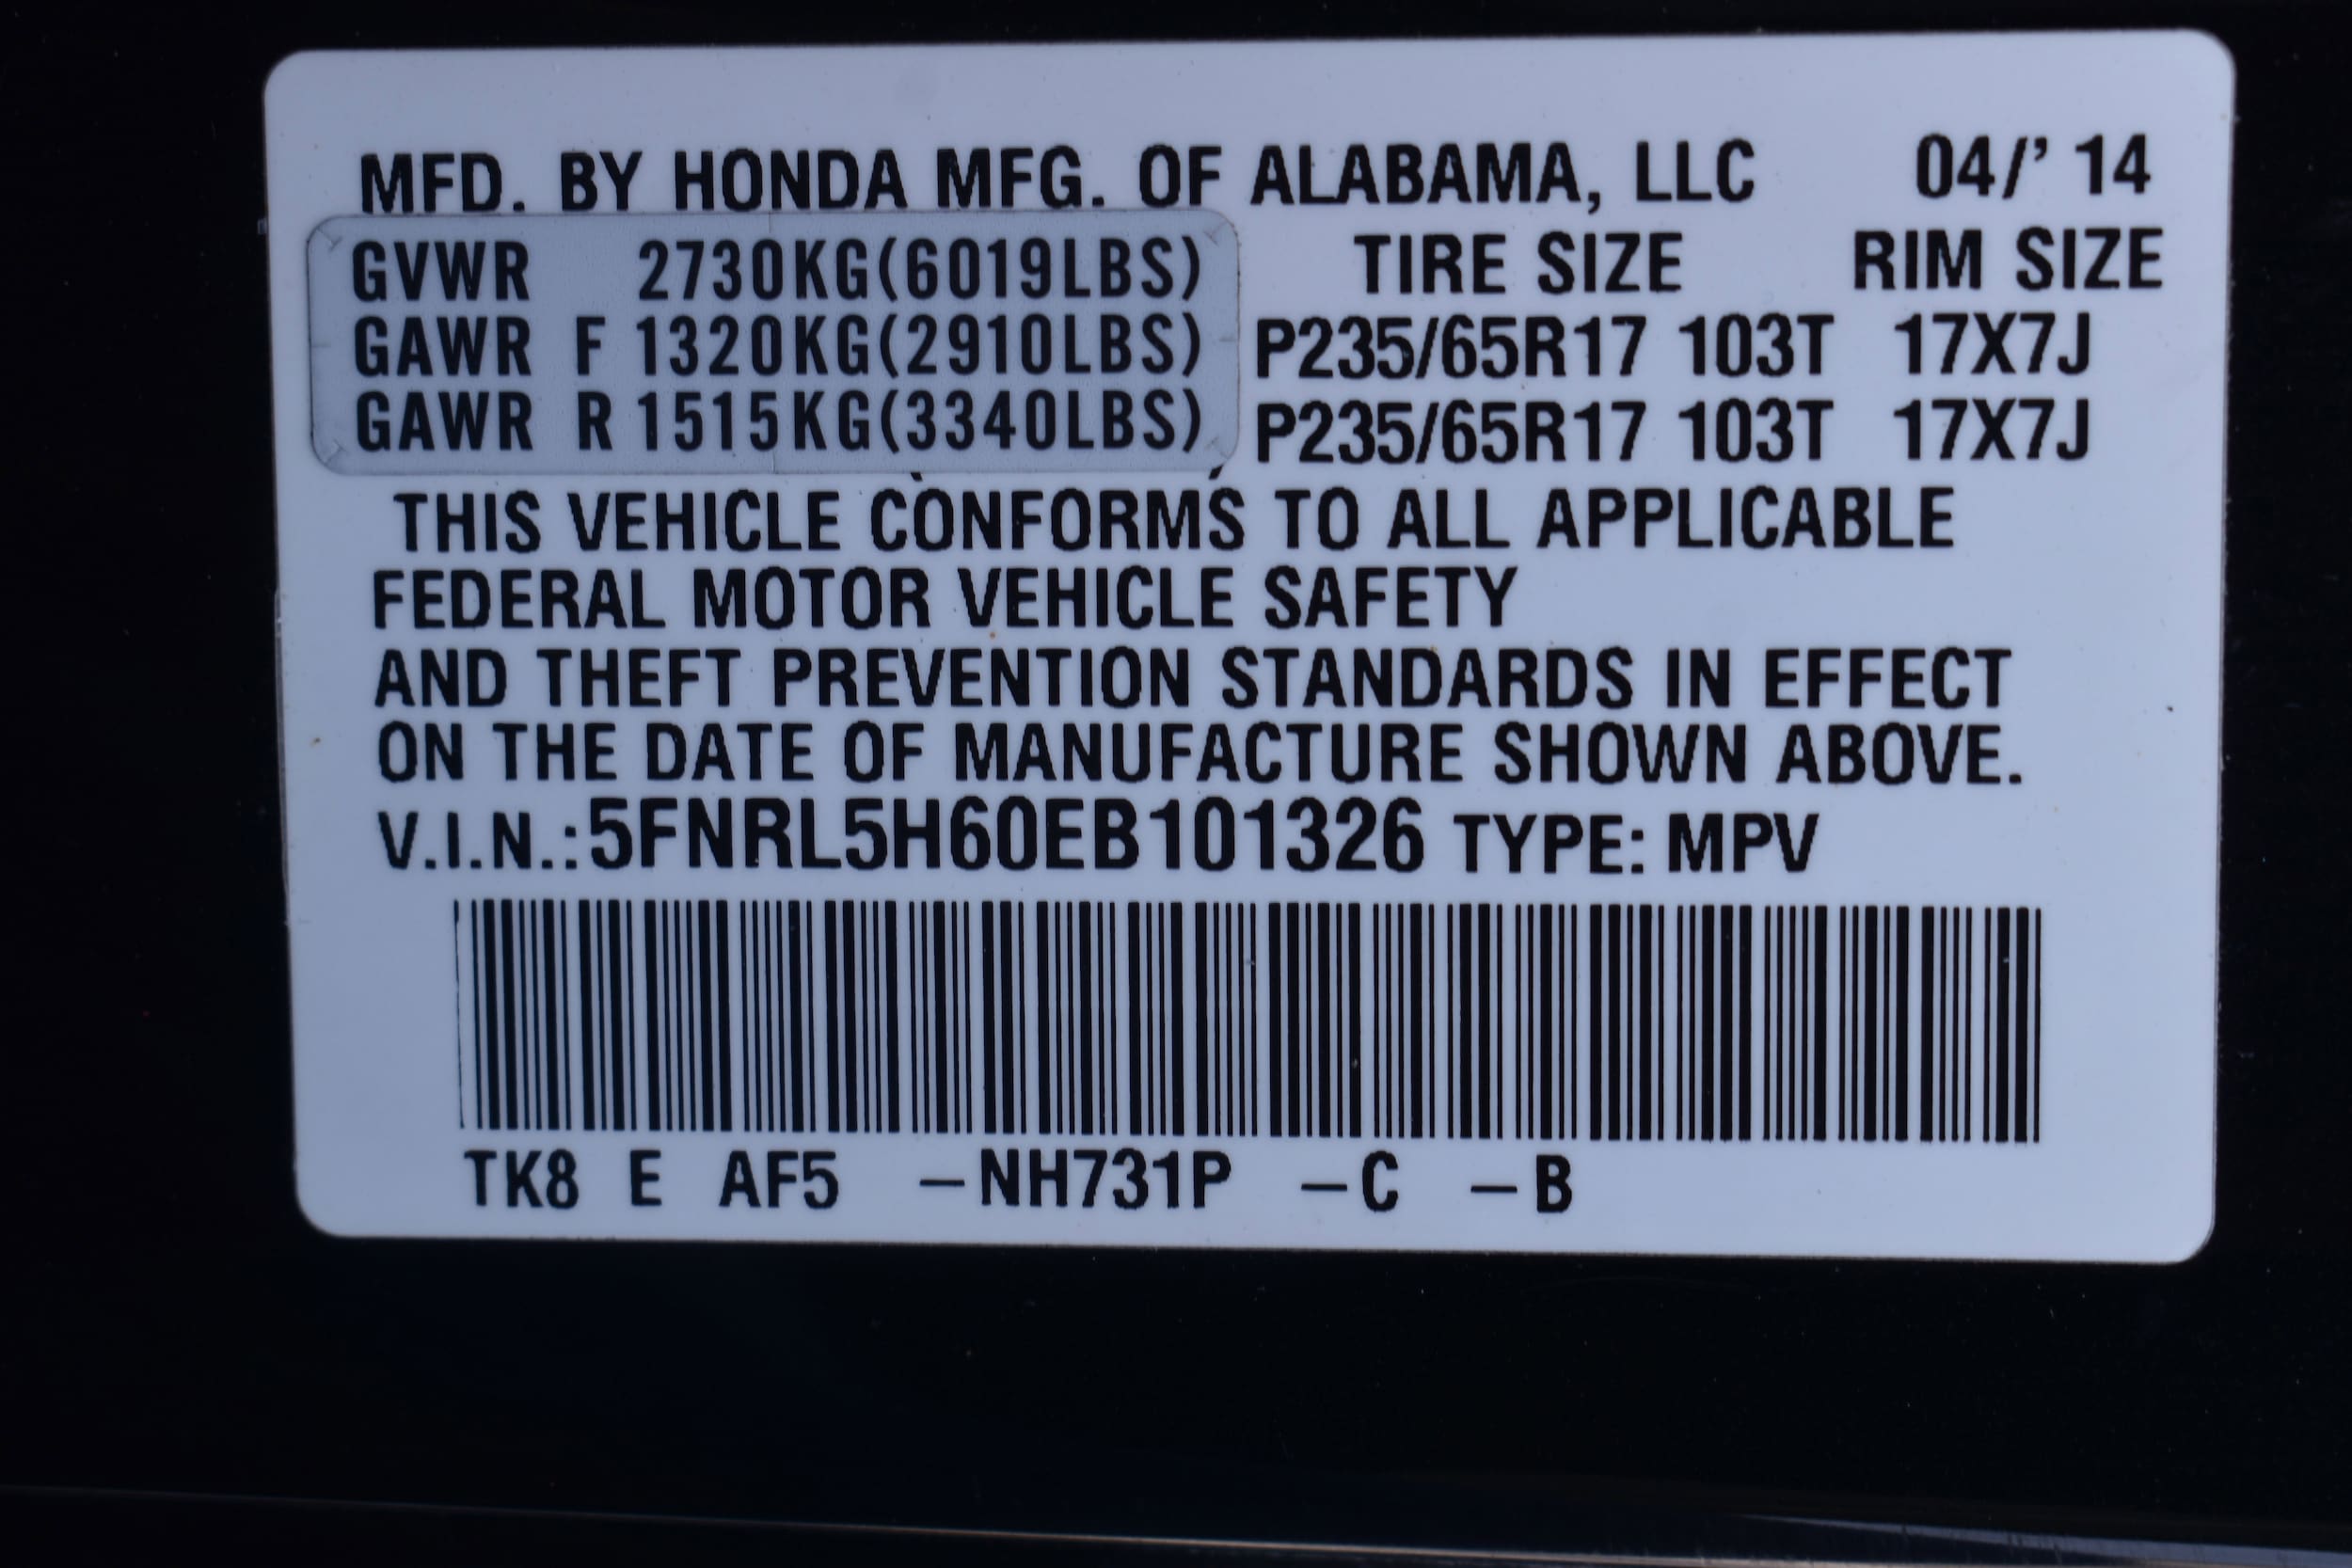 MFD. BY HONDA MFG. OF ALABAMA, LLC 04/' 14
TIRE SIZE RIM SIZE
GVWR 2730KG(6019LBS)
GAWR F 1320KG(2910LBS) P235/65R17 103T 17X7J
GAWR R 1515KG(3340LBS) P235/65R17 103T 17X7J
THIS VEHICLE CONFORMS TO ALL APPLICABLE
FEDERAL MOTOR VEHICLE SAFETY
AND THEFT PREVENTION STANDARDS IN EFFECT
ON THE DATE OF MANUFACTURE SHOWN ABOVE.
V.I.N.:5FNRL5H60EB101326 TYPE: MPV
TK8 E AF5 –NH731P –C –B